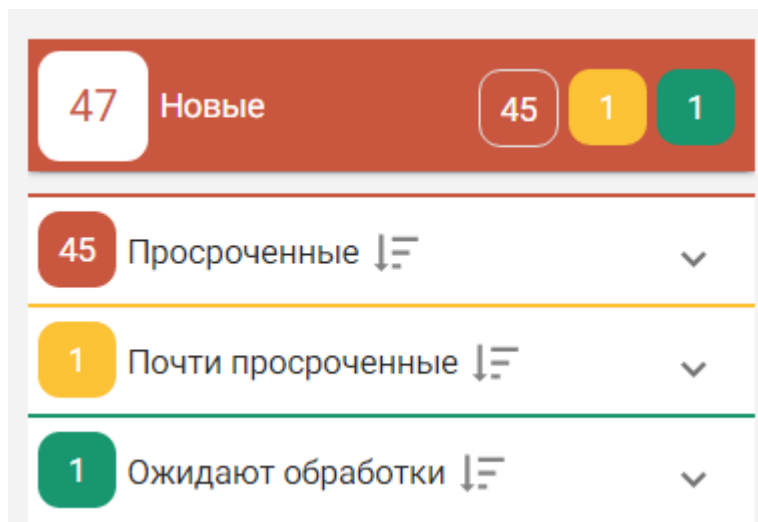 47 Новые 45 1 1
45 Просроченные
1 Почти просроченные
1 Ожидают обработки